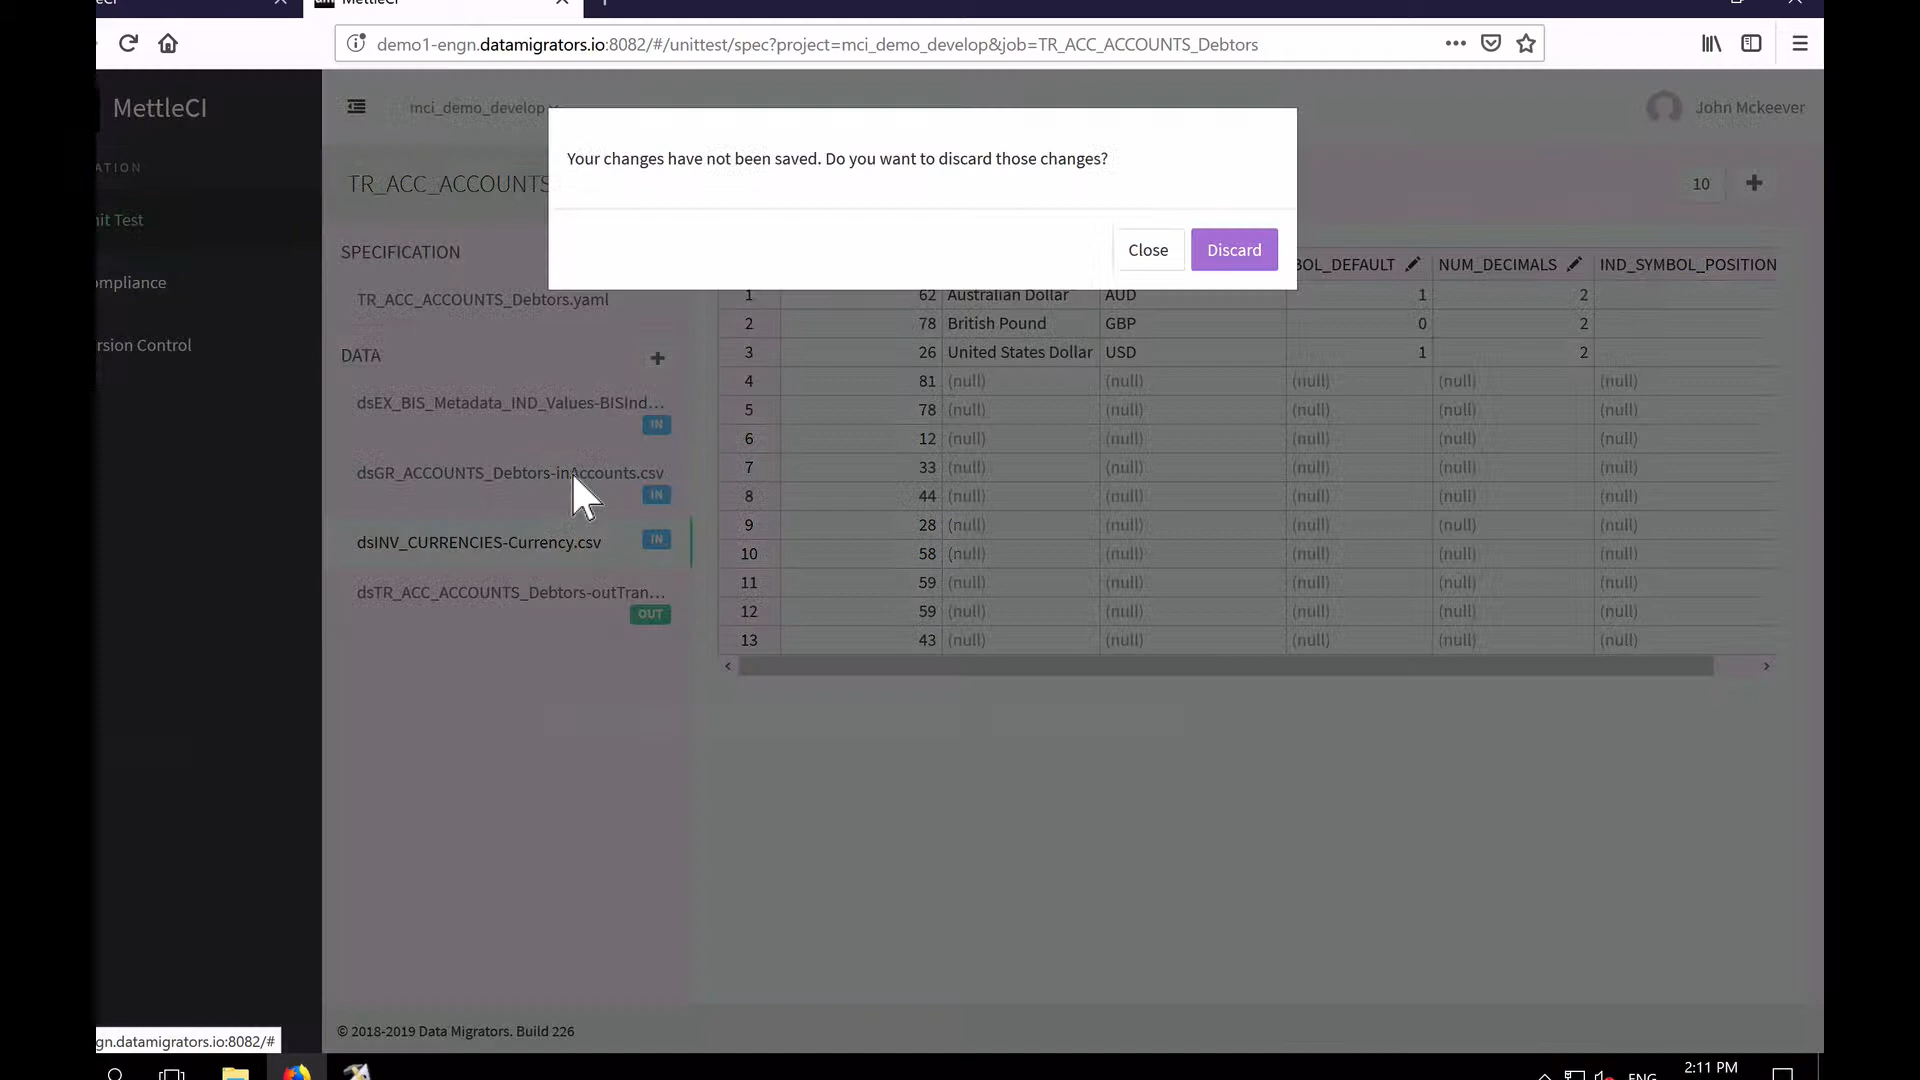 MettleCI
demo1-engn.datamigrators.io:8082/#/unittest/spec?project=mci_demo_develop&job=TR_ACC_ACCOUNTS_Debtors
MettleCI
mci_demo_develop
John Mckeever
Your changes have not been saved. Do you want to discard those changes?
Close
Discard
ATION
nit Test
ompliance
rsion Control
TR_ACC_ACCOUNTS
10
SPECIFICATION
TR_ACC_ACCOUNTS_Debtors.yaml
DATA
dsEX_BIS_Metadata_IND_Values-BISInd...
IN
dsGR_ACCOUNTS_Debtors-inAccounts.csv
IN
dsINV_CURRENCIES-Currency.csv
IN
dsTR_ACC_ACCOUNTS_Debtors-outTran...
OUT
BOL_DEFAULT NUM_DECIMALS IND_SYMBOL_POSITION
1 62 Australian Dollar AUD 1 2
2 78 British Pound GBP 0 2
3 26 United States Dollar USD 1 2
4 81 (null) (null) (null) (null) (null)
5 78 (null) (null) (null) (null) (null)
6 12 (null) (null) (null) (null) (null)
7 33 (null) (null) (null) (null) (null)
8 44 (null) (null) (null) (null) (null)
9 28 (null) (null) (null) (null) (null)
10 58 (null) (null) (null) (null) (null)
11 59 (null) (null) (null) (null) (null)
12 59 (null) (null) (null) (null) (null)
13 43 (null) (null) (null) (null) (null)
© 2018-2019 Data Migrators. Build 226
gn.datamigrators.io:8082/#
ENG
2:11 PM